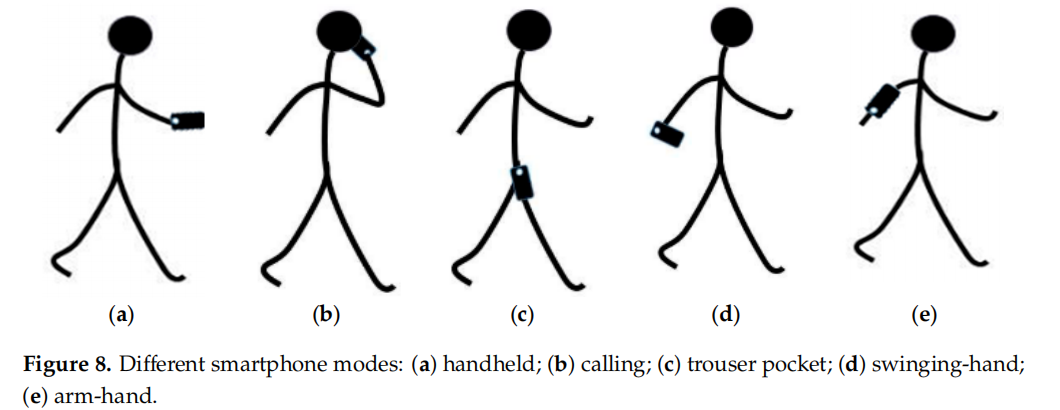 (a) (b) (c) (d) (e)
Figure 8. Different smartphone modes: (a) handheld; (b) calling; (c) trouser pocket; (d) swinging-hand;
(e) arm-hand.